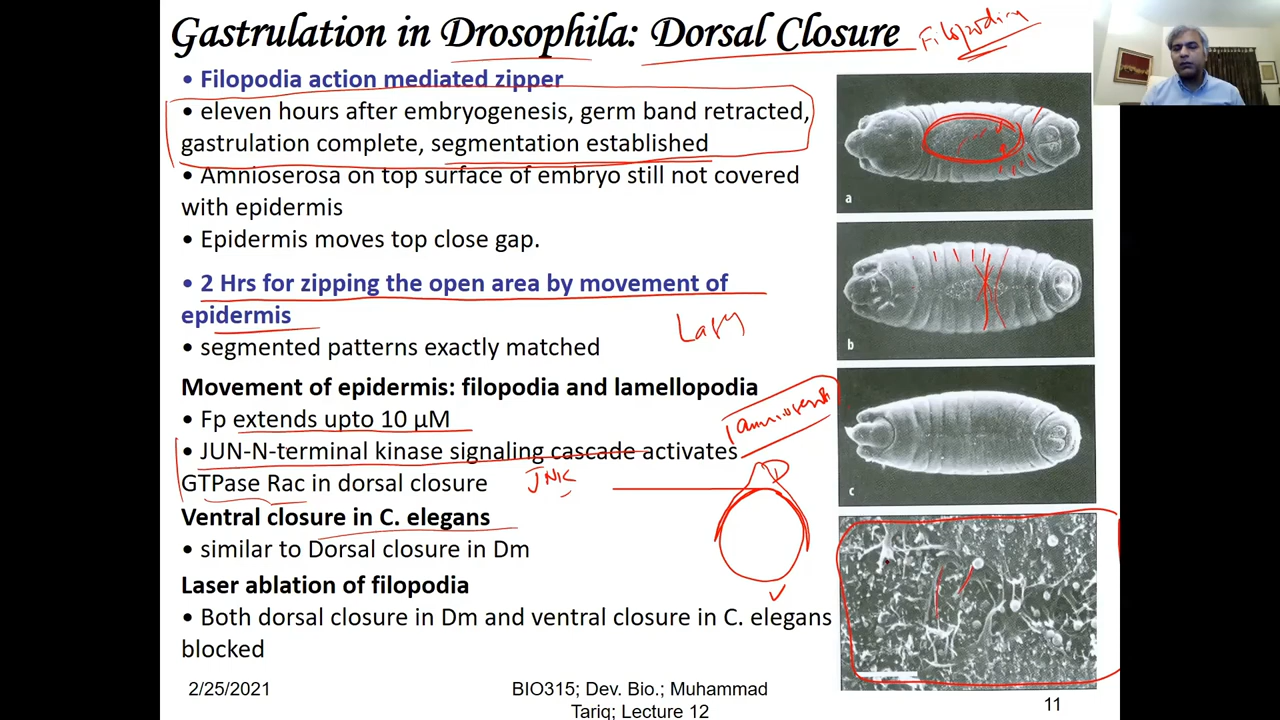 Gastrulation in Drosophila: Dorsal Closure
Filopodia
• Filopodia action mediated zipper
• eleven hours after embryogenesis, germ band retracted,
gastrulation complete, segmentation established
• Amnioserosa on top surface of embryo still not covered
with epidermis
• Epidermis moves top close gap.
• 2 Hrs for zipping the open area by movement of
epidermis
• segmented patterns exactly matched
Movement of epidermis: filopodia and lamellopodia
• Fp extends upto 10 µM
• JUN-N-terminal kinase signaling cascade activates
GTPase Rac in dorsal closure
JNK
Ventral closure in C. elegans
• similar to Dorsal closure in Dm
Laser ablation of filopodia
• Both dorsal closure in Dm and ventral closure in C. elegans
blocked
D
a
b
c
2/25/2021
BIO315; Dev. Bio.; Muhammad
Tariq; Lecture 12
11